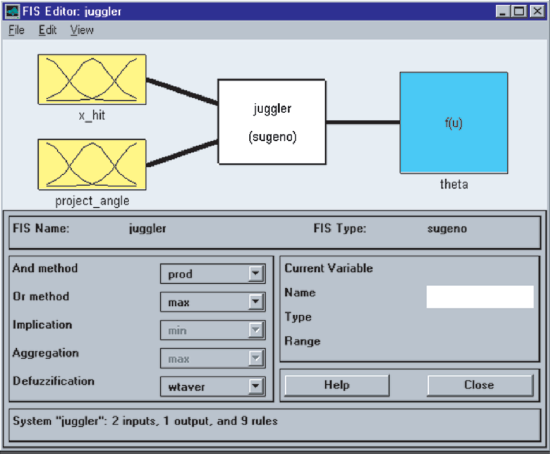 FIS Editor: juggler
File Edit View
x_hit
project_angle
juggler
(sugeno)
f(u)
theta
FIS Name: juggler FIS Type: sugeno
And method prod
Or method max
Implication min
Aggregation max
Defuzzification wtaver
Current Variable
Name
Type
Range
Help Close
System "juggler": 2 inputs, 1 output, and 9 rules